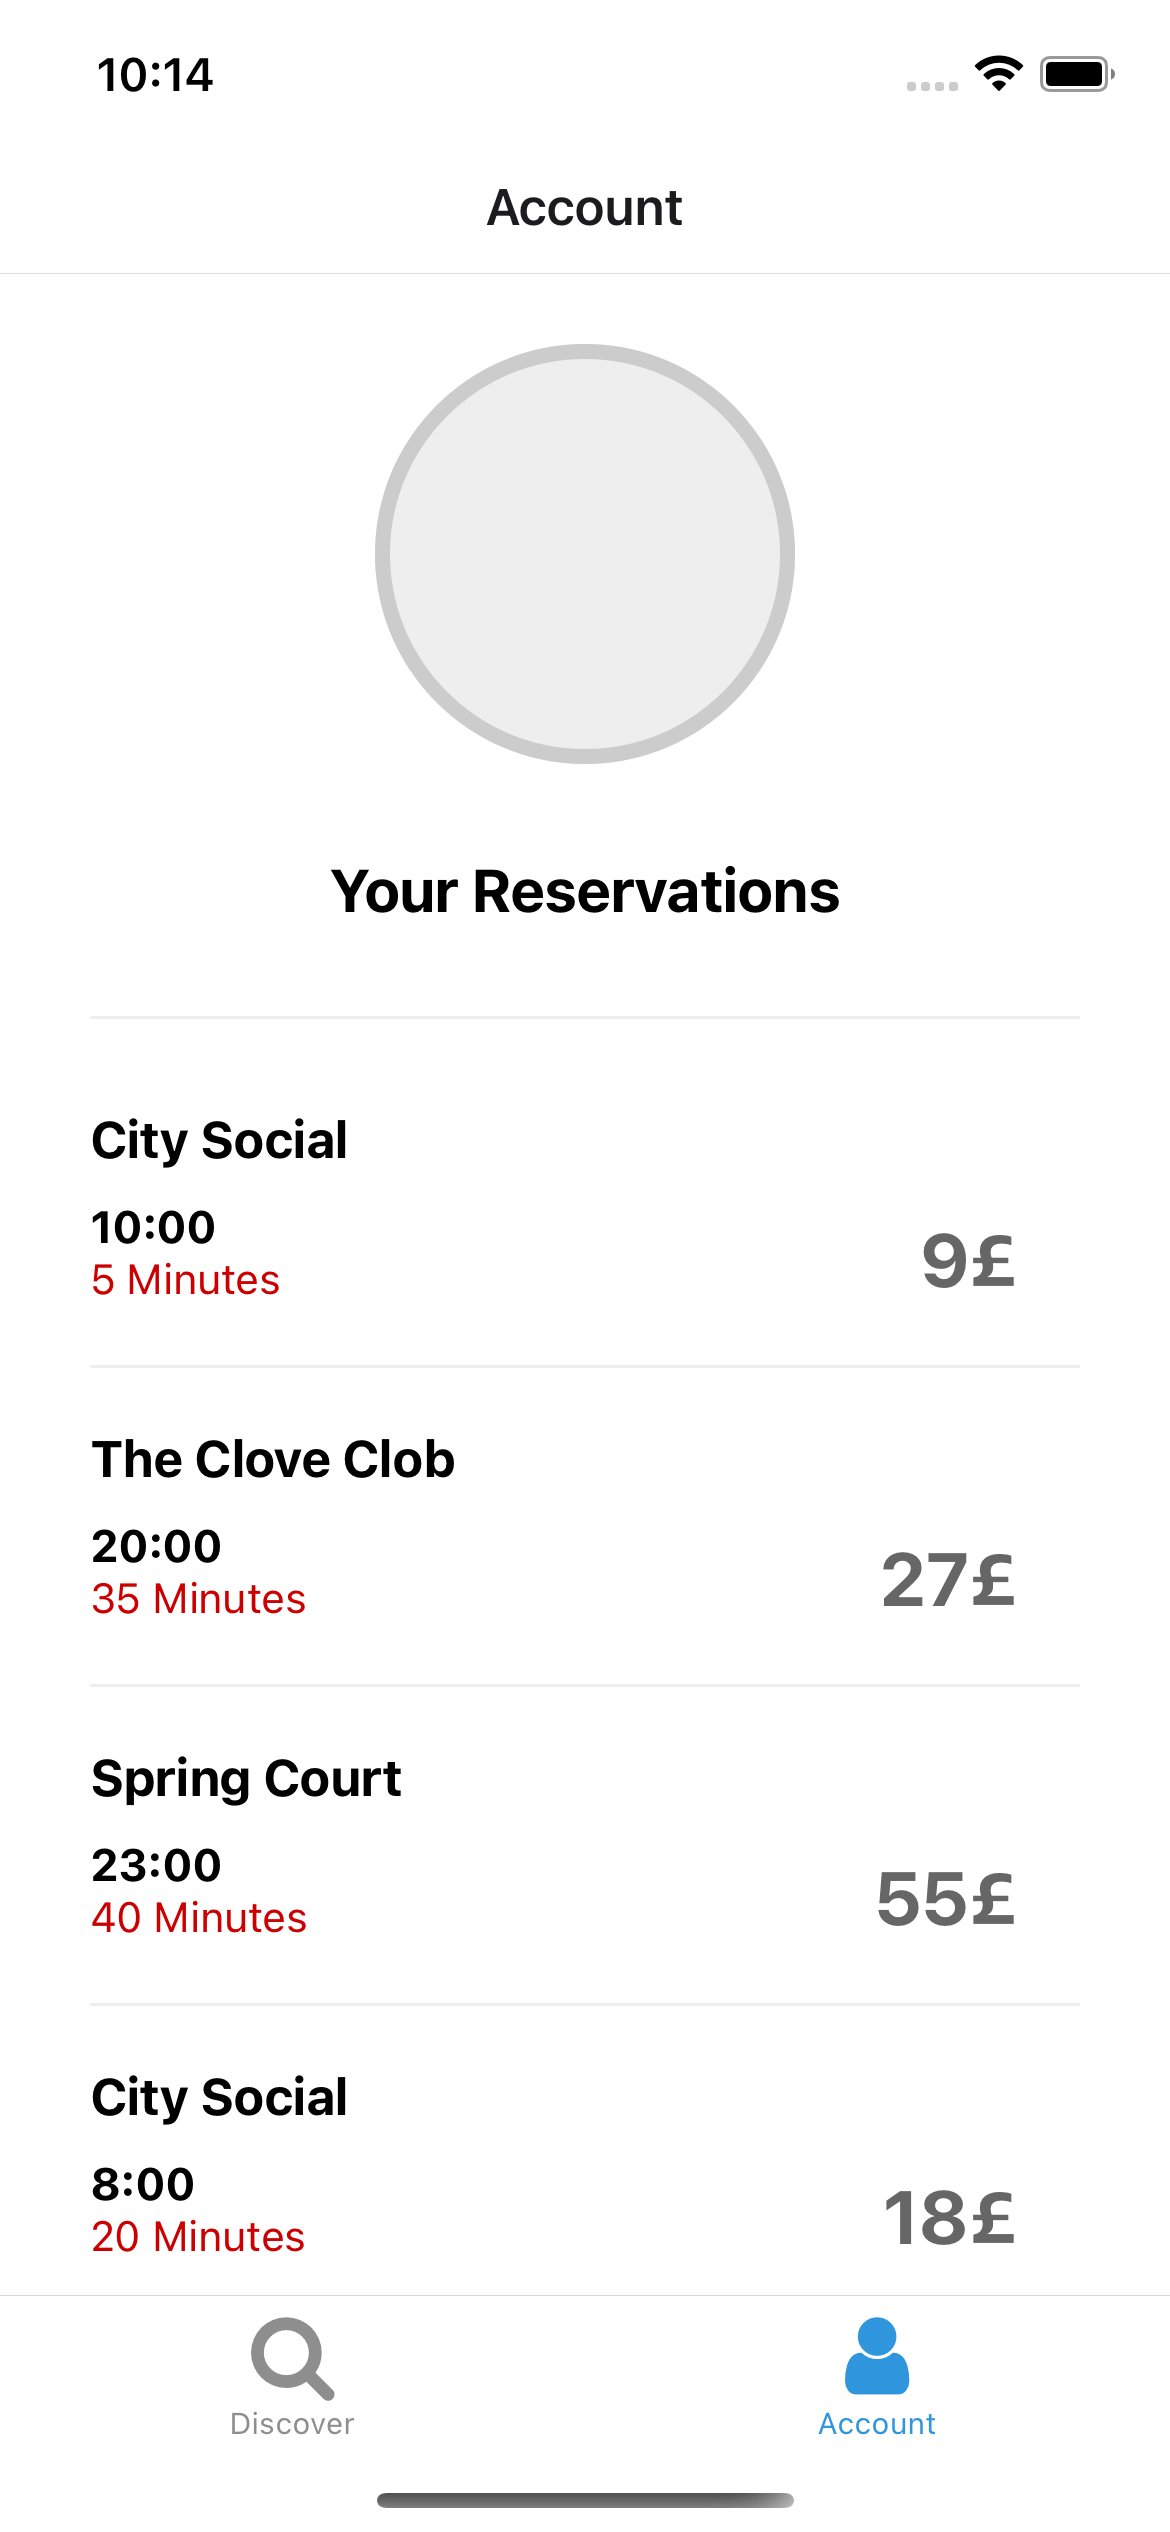 10:14
Account
Your Reservations
City Social
10:00
5 Minutes
9£
The Clove Clob
20:00
35 Minutes
27£
Spring Court
23:00
40 Minutes
55£
City Social
8:00
20 Minutes
18£
Discover
Account